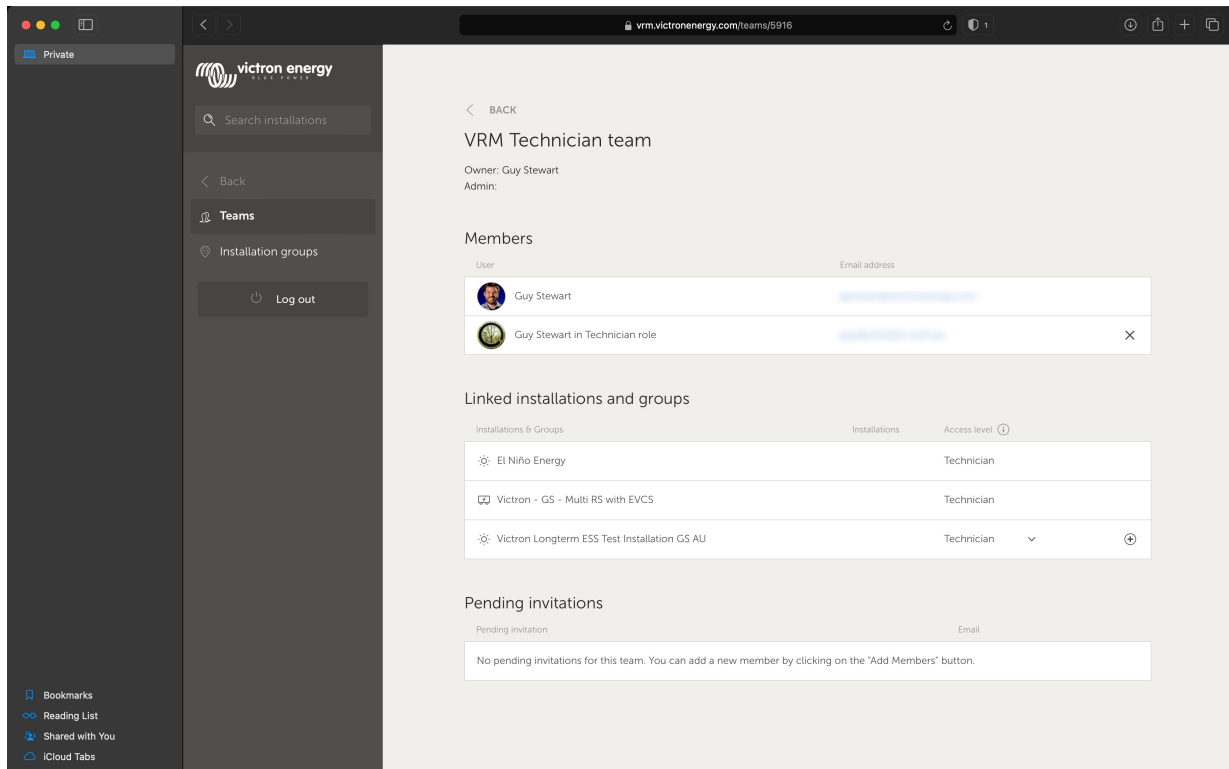 vrm.victronenergy.com/teams/5916
1
Private
victron energy
BLUE POWER
Search installations
Back
Teams
Installation groups
Log out
BACK
VRM Technician team
Owner: Guy Stewart
Admin:
Members
User Email address
Guy Stewart
Guy Stewart in Technician role
Linked installations and groups
Installations & Groups Installations Access level
El Niño Energy Technician
Victron - GS - Multi RS with EVCS Technician
Victron Longterm ESS Test Installation GS AU Technician
Pending invitations
Pending invitation Email
No pending invitations for this team. You can add a new member by clicking on the "Add Members" button.
Bookmarks
Reading List
Shared with You
iCloud Tabs